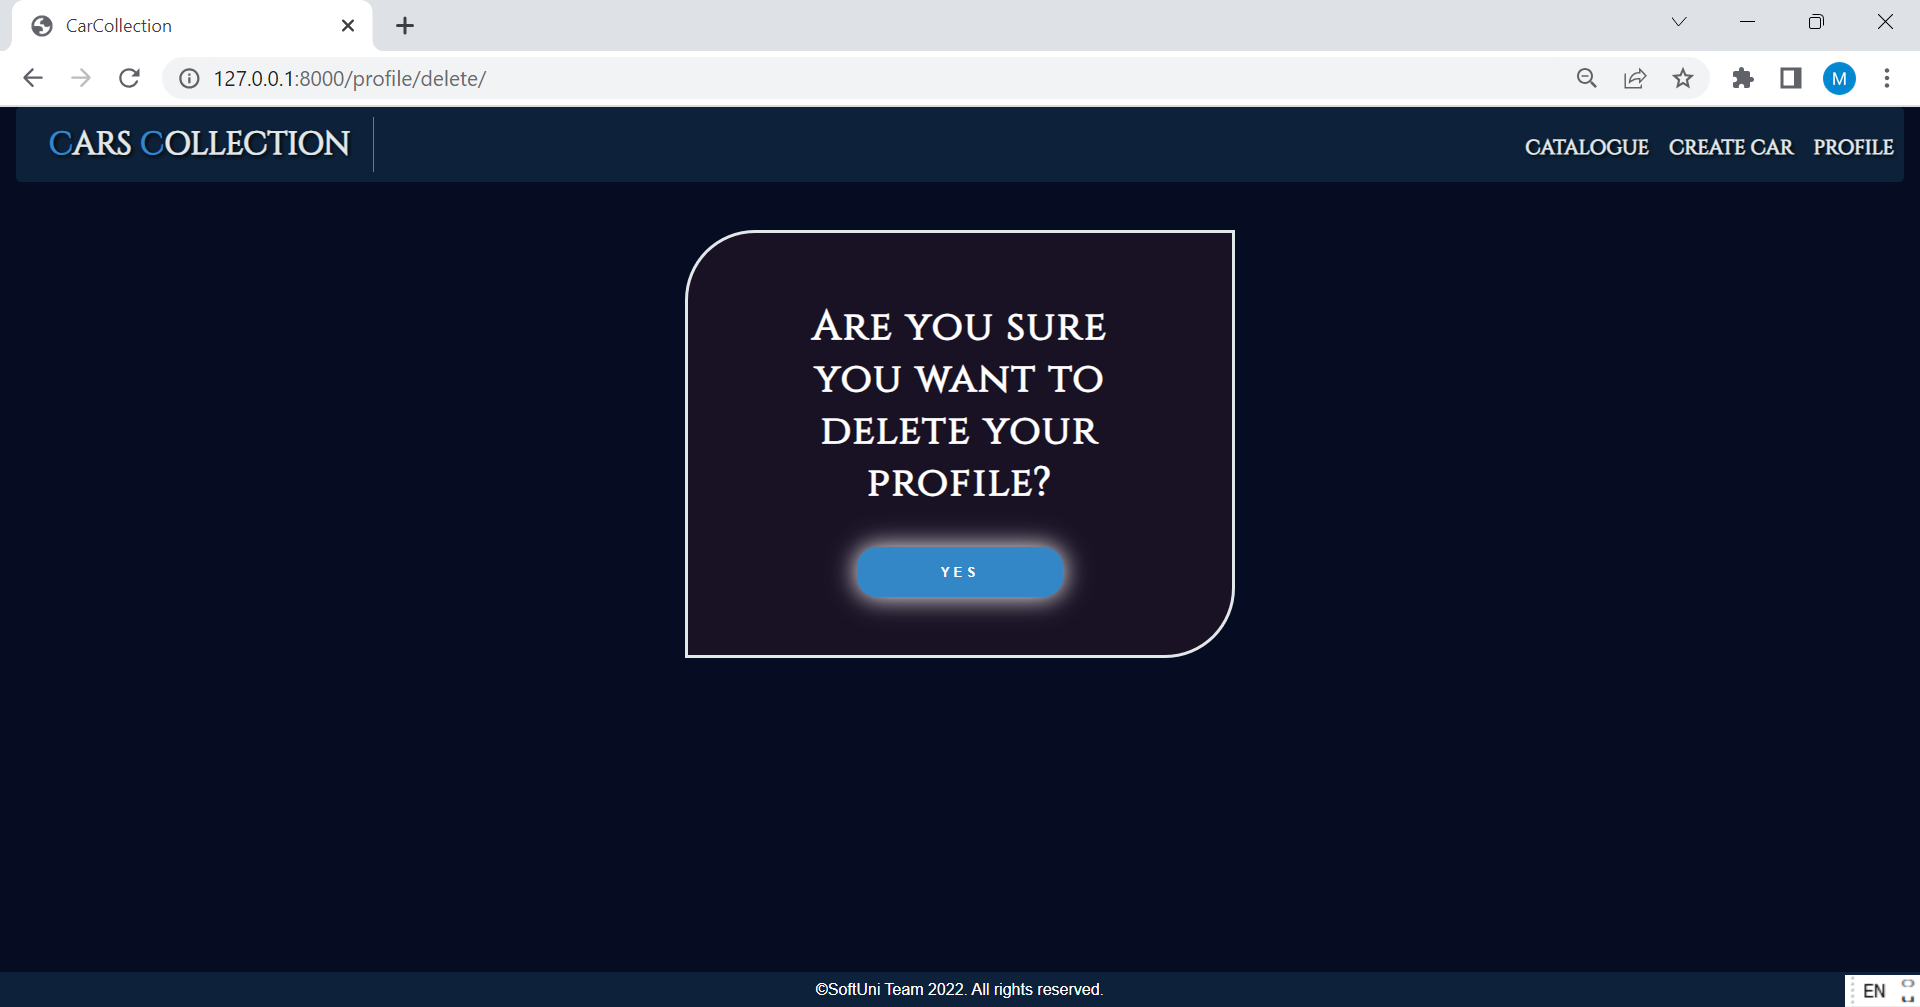 CarCollection
127.0.0.1:8000/profile/delete/
M
CARS COLLECTION
CATALOGUE CREATE CAR PROFILE
ARE YOU SURE
YOU WANT TO
DELETE YOUR
PROFILE?
YES
©SoftUni Team 2022. All rights reserved.
EN